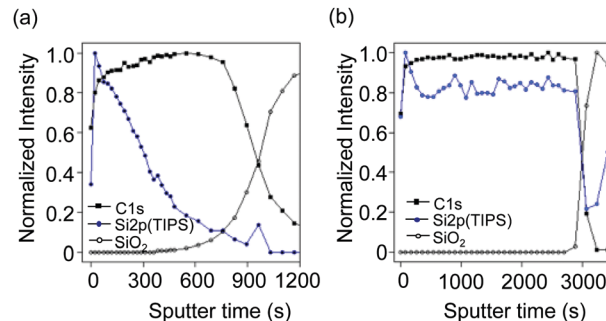 (a)
Normalized Intensity
1.0
0.8
0.6
0.4
0.2
0
C1s
Si2p(TIPS)
SiO₂
0 300 600 900 1200
Sputter time (s)
(b)
Normalized Intensity
1.0
0.8
0.6
0.4
0.2
0
C1s
Si2p(TIPS)
SiO₂
0 1000 2000 3000
Sputter time (s)